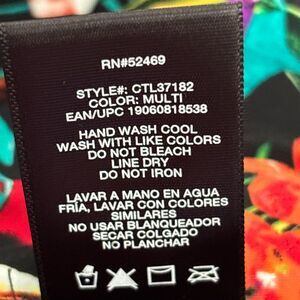 RN#52469
STYLE#: CTL37182
COLOR: MULTI
EAN/UPC 19060818538
HAND WASH COOL
WASH WITH LIKE COLORS
DO NOT BLEACH
LINE DRY
DO NOT IRON
LAVAR A MANO EN AGUA
FRÍA, LAVAR CON COLORES
SIMILARES
NO USAR BLANQUEADOR
SECAR COLGADO
NO PLANCHAR